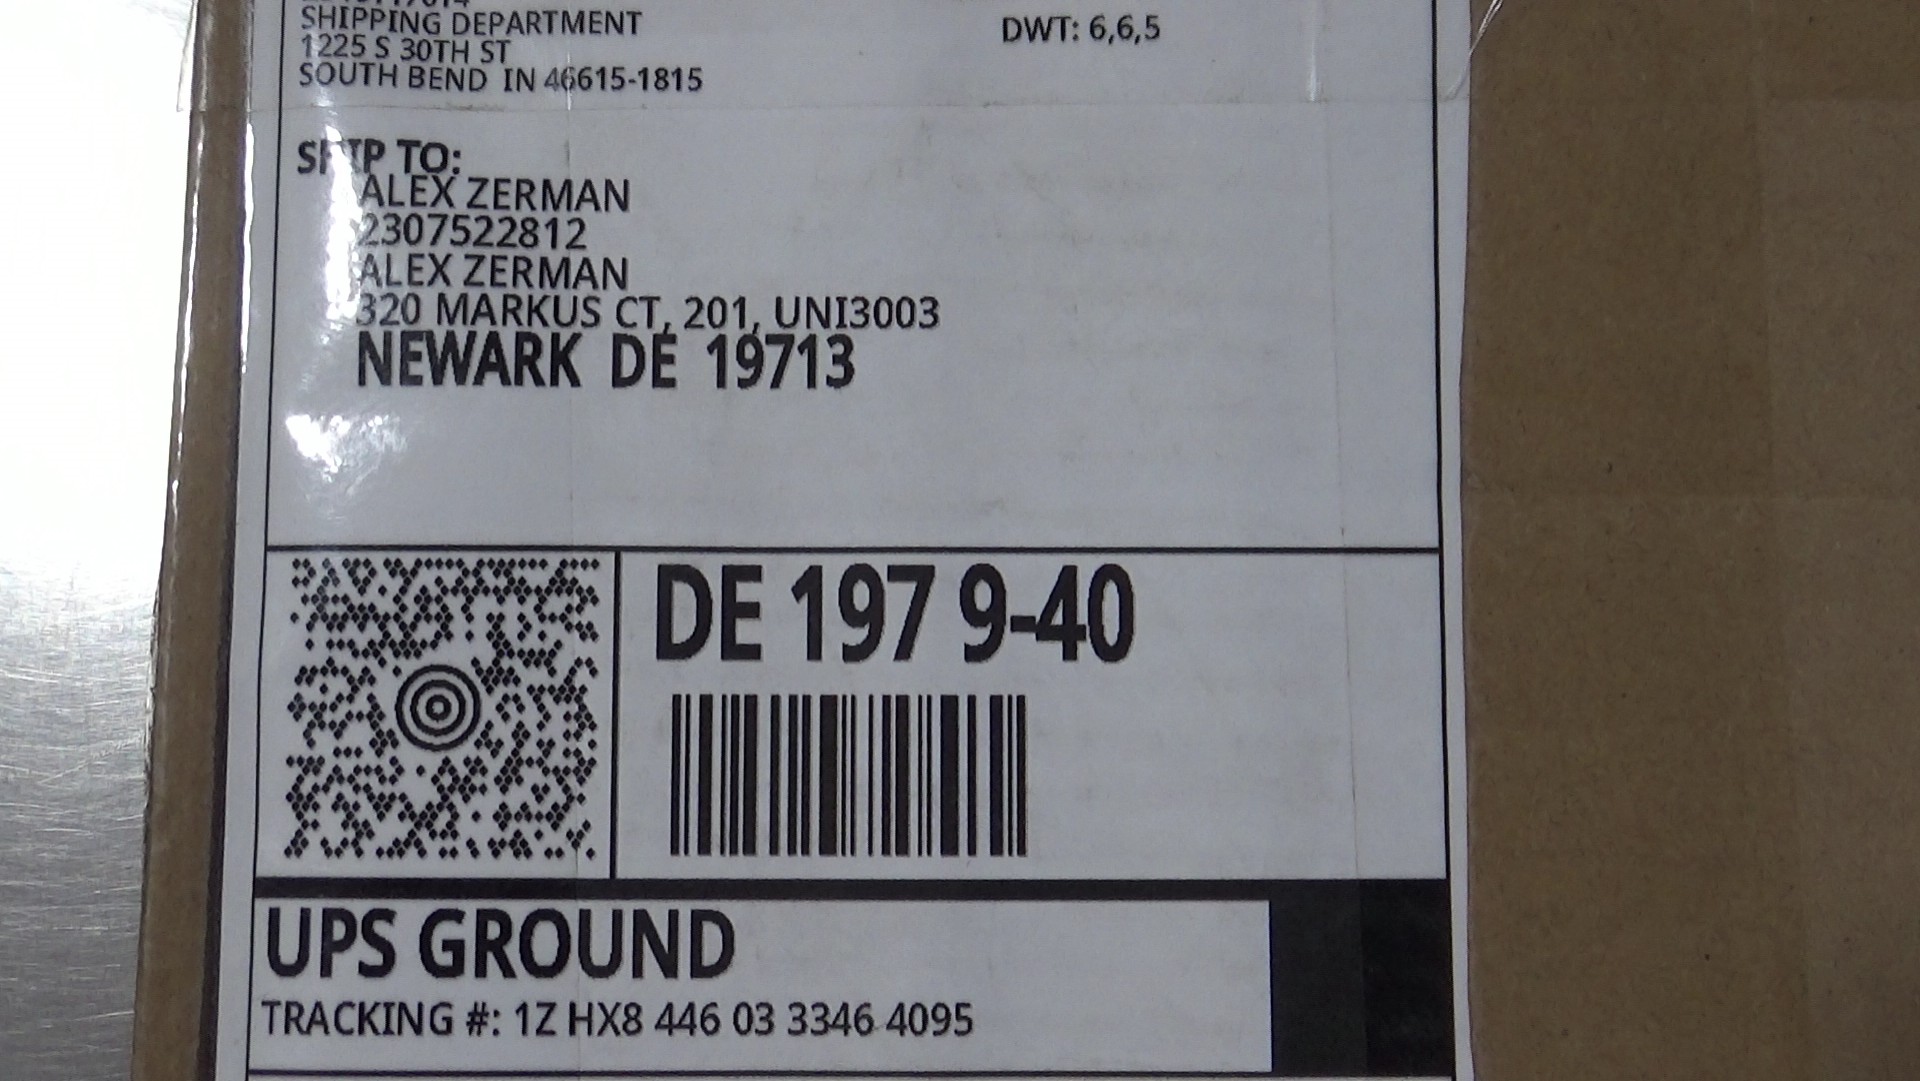 SHIPPING DEPARTMENT
1225 S 30TH ST
SOUTH BEND IN 46615-1815
DWT: 6,6,5
SHIP TO:
ALEX ZERMAN
2307522812
ALEX ZERMAN
320 MARKUS CT, 201, UNI3003
NEWARK DE 19713
DE 197 9-40
UPS GROUND
TRACKING #: 1Z HX8 446 03 3346 4095